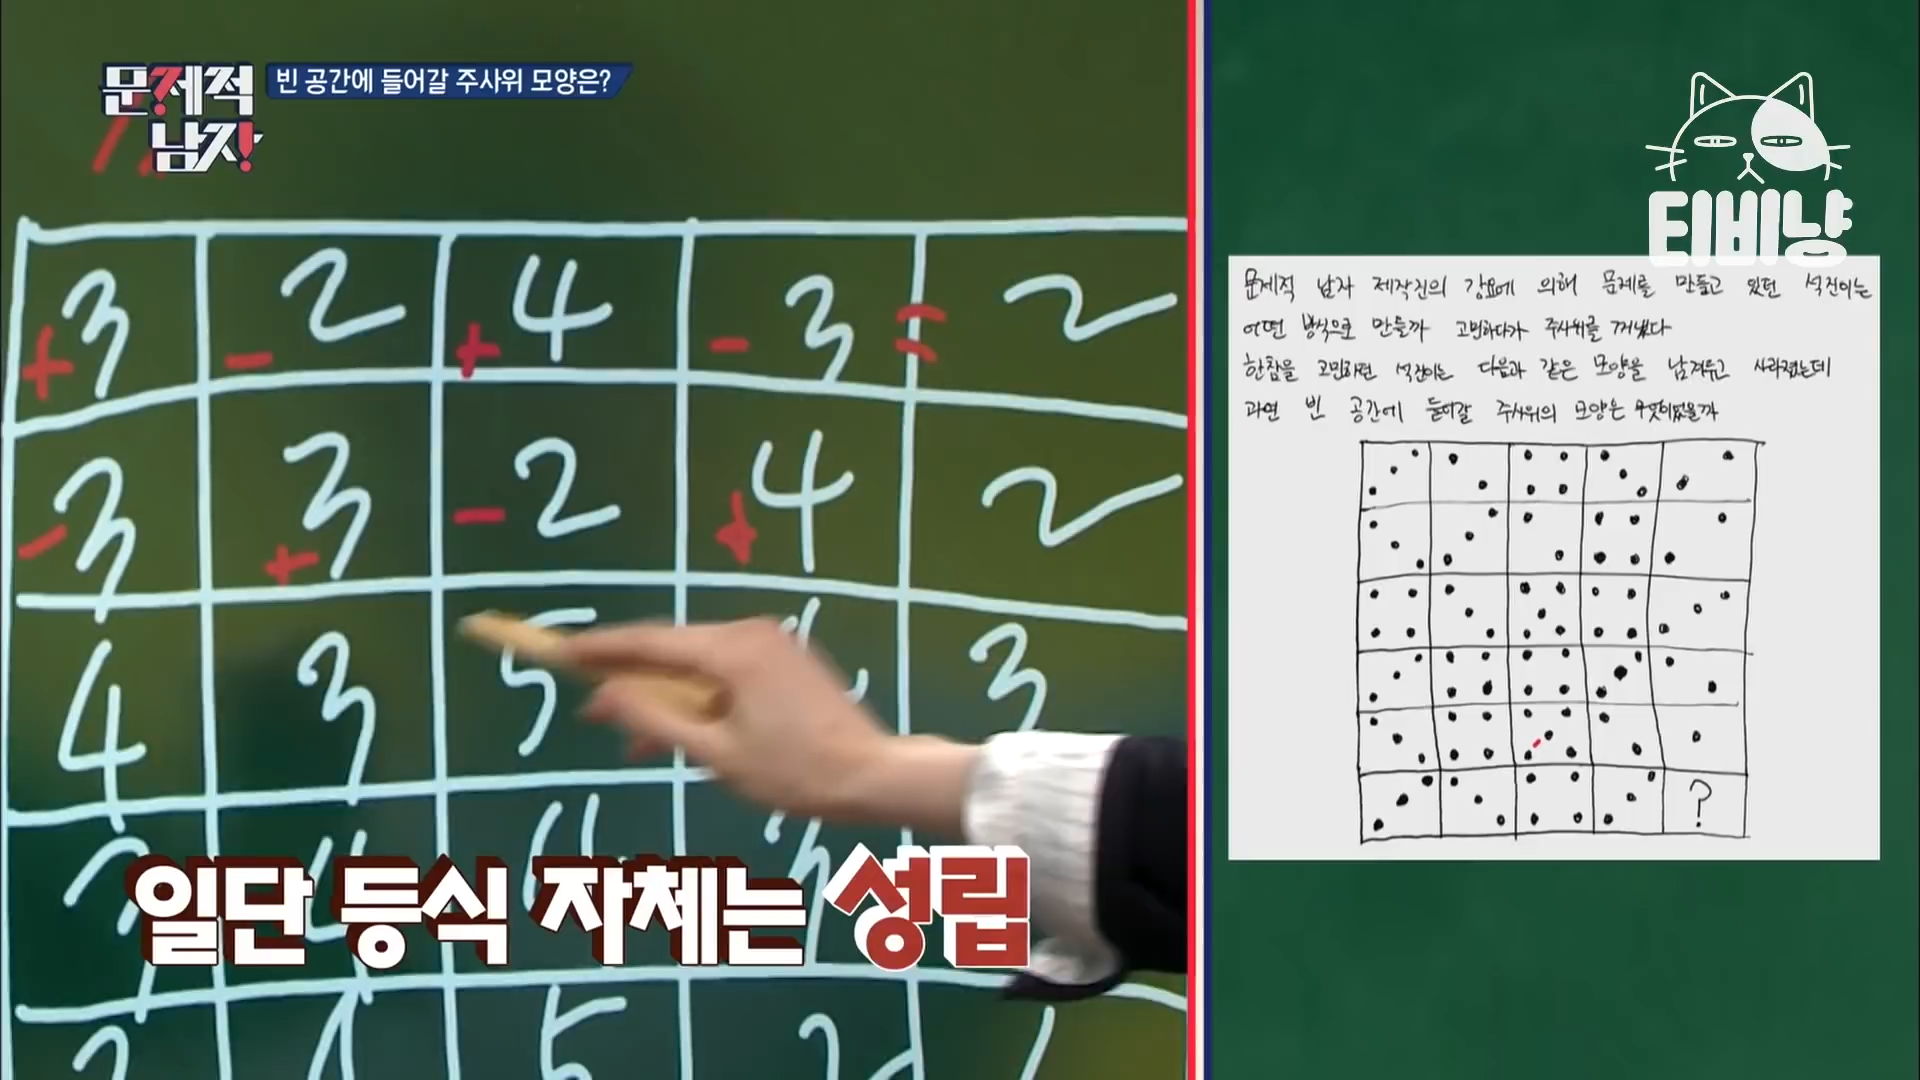 문제적
남자
빈 공간에 들어갈 주사위 모양은?
티비냥
+3 -2 +4 -3 = 2
-3 +3 -2 +4 2
4 3 5 3
일단 등식 자체는 성립
5
문제적 남자 제작진의 강요에 의해 문제를 만들고 있던 석진이는
어떤 방식으로 만들까 고민하다가 주사위를 꺼냈다
한참을 고민하던 석진이는 다음과 같은 모양을 남겨두고 사라졌는데
과연 빈 공간에 들어갈 주사위의 모양은 무엇이었을까
?